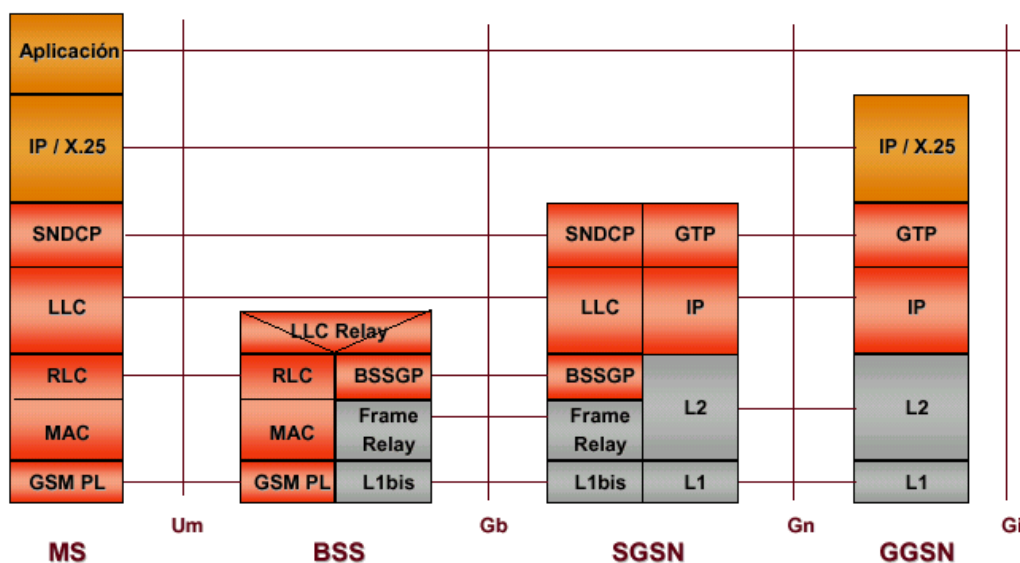 Aplicación
IP / X.25
IP / X.25
SNDCP
SNDCP
GTP
GTP
LLC
LLC
IP
IP
LLC Relay
RLC
RLC
BSSGP
BSSGP
MAC
MAC
Frame
Relay
Frame
Relay
L2
L2
GSM PL
GSM PL
L1bis
L1bis
L1
L1
Um
Gb
Gn
Gi
MS
BSS
SGSN
GGSN